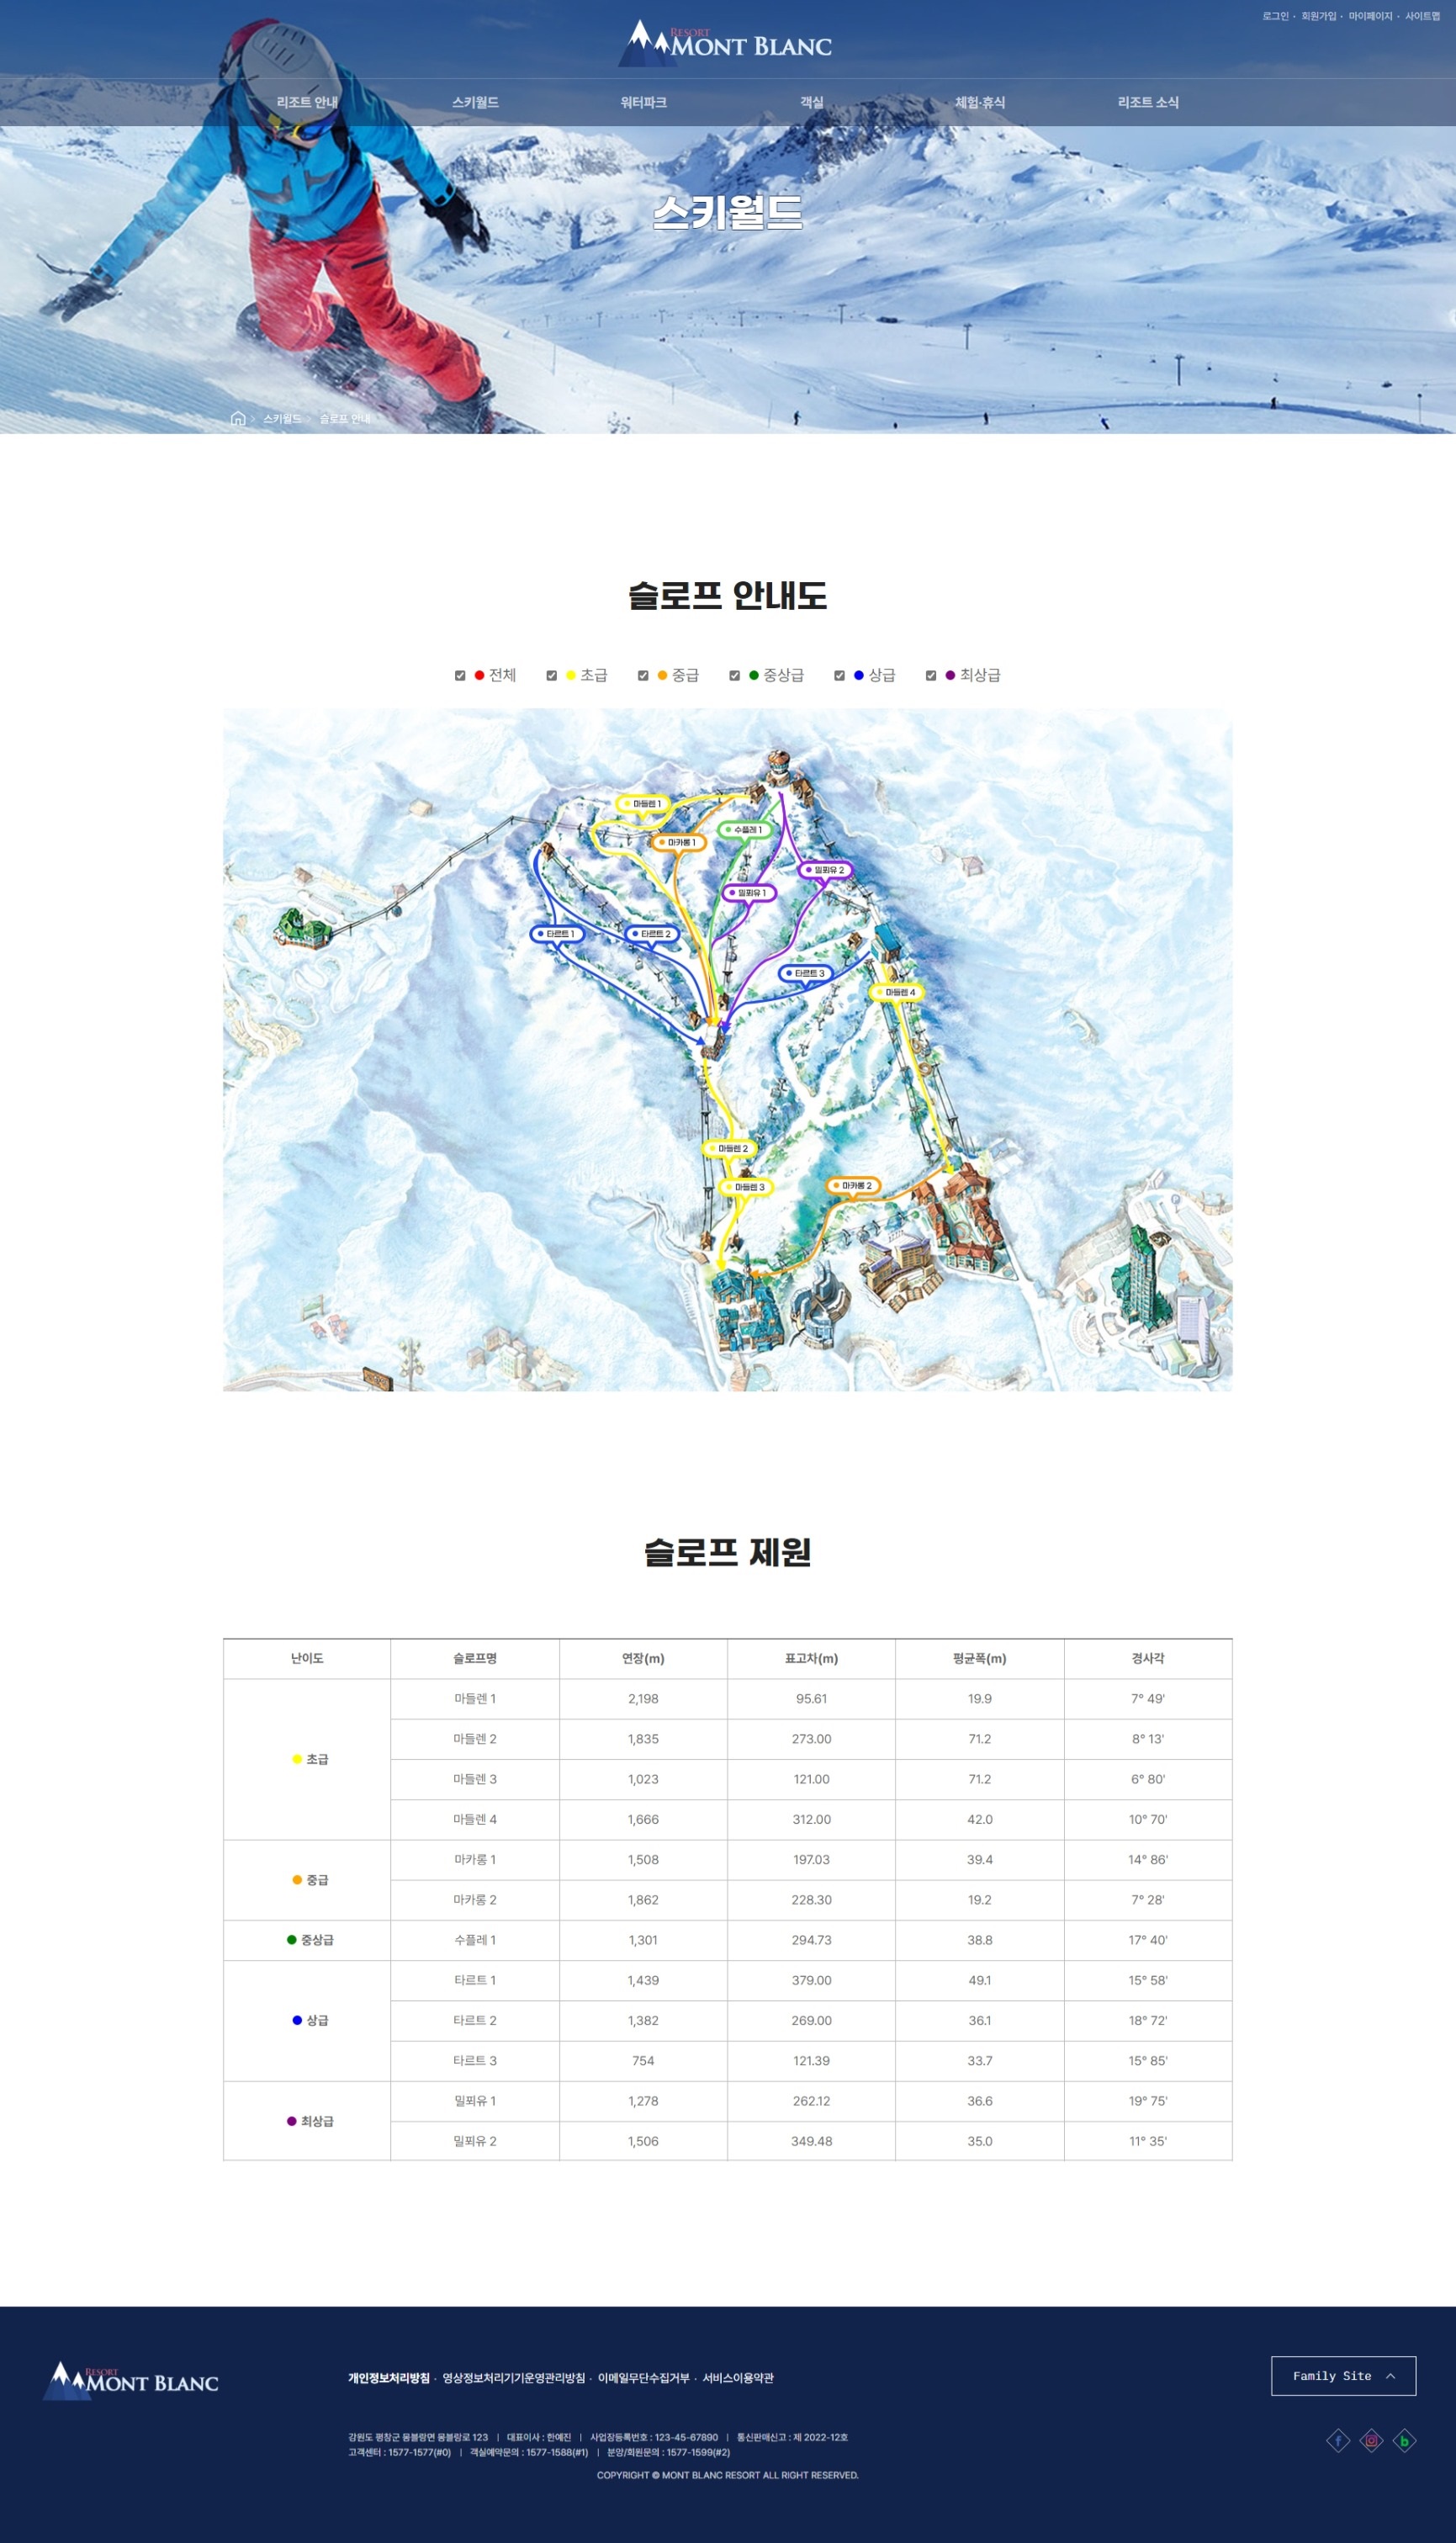 로그인 · 회원가입 · 마이페이지 · 사이트맵
RESORT
MONT BLANC
리조트 안내 스키월드 워터파크 객실 체험·휴식 리조트 소식
스키월드
스키월드 슬로프 안내
슬로프 안내도
전체 초급 중급 중상급 상급 최상급
마들렌 1
수플레 1
마카롱 1
밀푀유 2
밀푀유 1
타르트 1
타르트 2
타르트 3
마들렌 4
마들렌 2
마들렌 3
마카롱 2
슬로프 제원
난이도 슬로프명 연장(m) 표고차(m) 평균폭(m) 경사각
초급 마들렌 1 2,198 95.61 19.9 7° 49'
마들렌 2 1,835 273.00 71.2 8° 13'
마들렌 3 1,023 121.00 71.2 6° 80'
마들렌 4 1,666 312.00 42.0 10° 70'
중급 마카롱 1 1,508 197.03 39.4 14° 86'
마카롱 2 1,862 228.30 19.2 7° 28'
중상급 수플레 1 1,301 294.73 38.8 17° 40'
상급 타르트 1 1,439 379.00 49.1 15° 58'
타르트 2 1,382 269.00 36.1 18° 72'
타르트 3 754 121.39 33.7 15° 85'
최상급 밀푀유 1 1,278 262.12 36.6 19° 75'
밀푀유 2 1,506 349.48 35.0 11° 35'
RESORT
MONT BLANC
개인정보처리방침 · 영상정보처리기기운영관리방침 · 이메일무단수집거부 · 서비스이용약관
Family Site
강원도 평창군 몽블랑면 몽블랑로 123 | 대표이사 : 한예진 | 사업장등록번호 : 123-45-67890 | 통신판매신고 : 제 2022-12호
고객센터 : 1577-1577(#0) | 객실예약문의 : 1577-1588(#1) | 분양/회원문의 : 1577-1599(#2)
COPYRIGHT © MONT BLANC RESORT ALL RIGHT RESERVED.